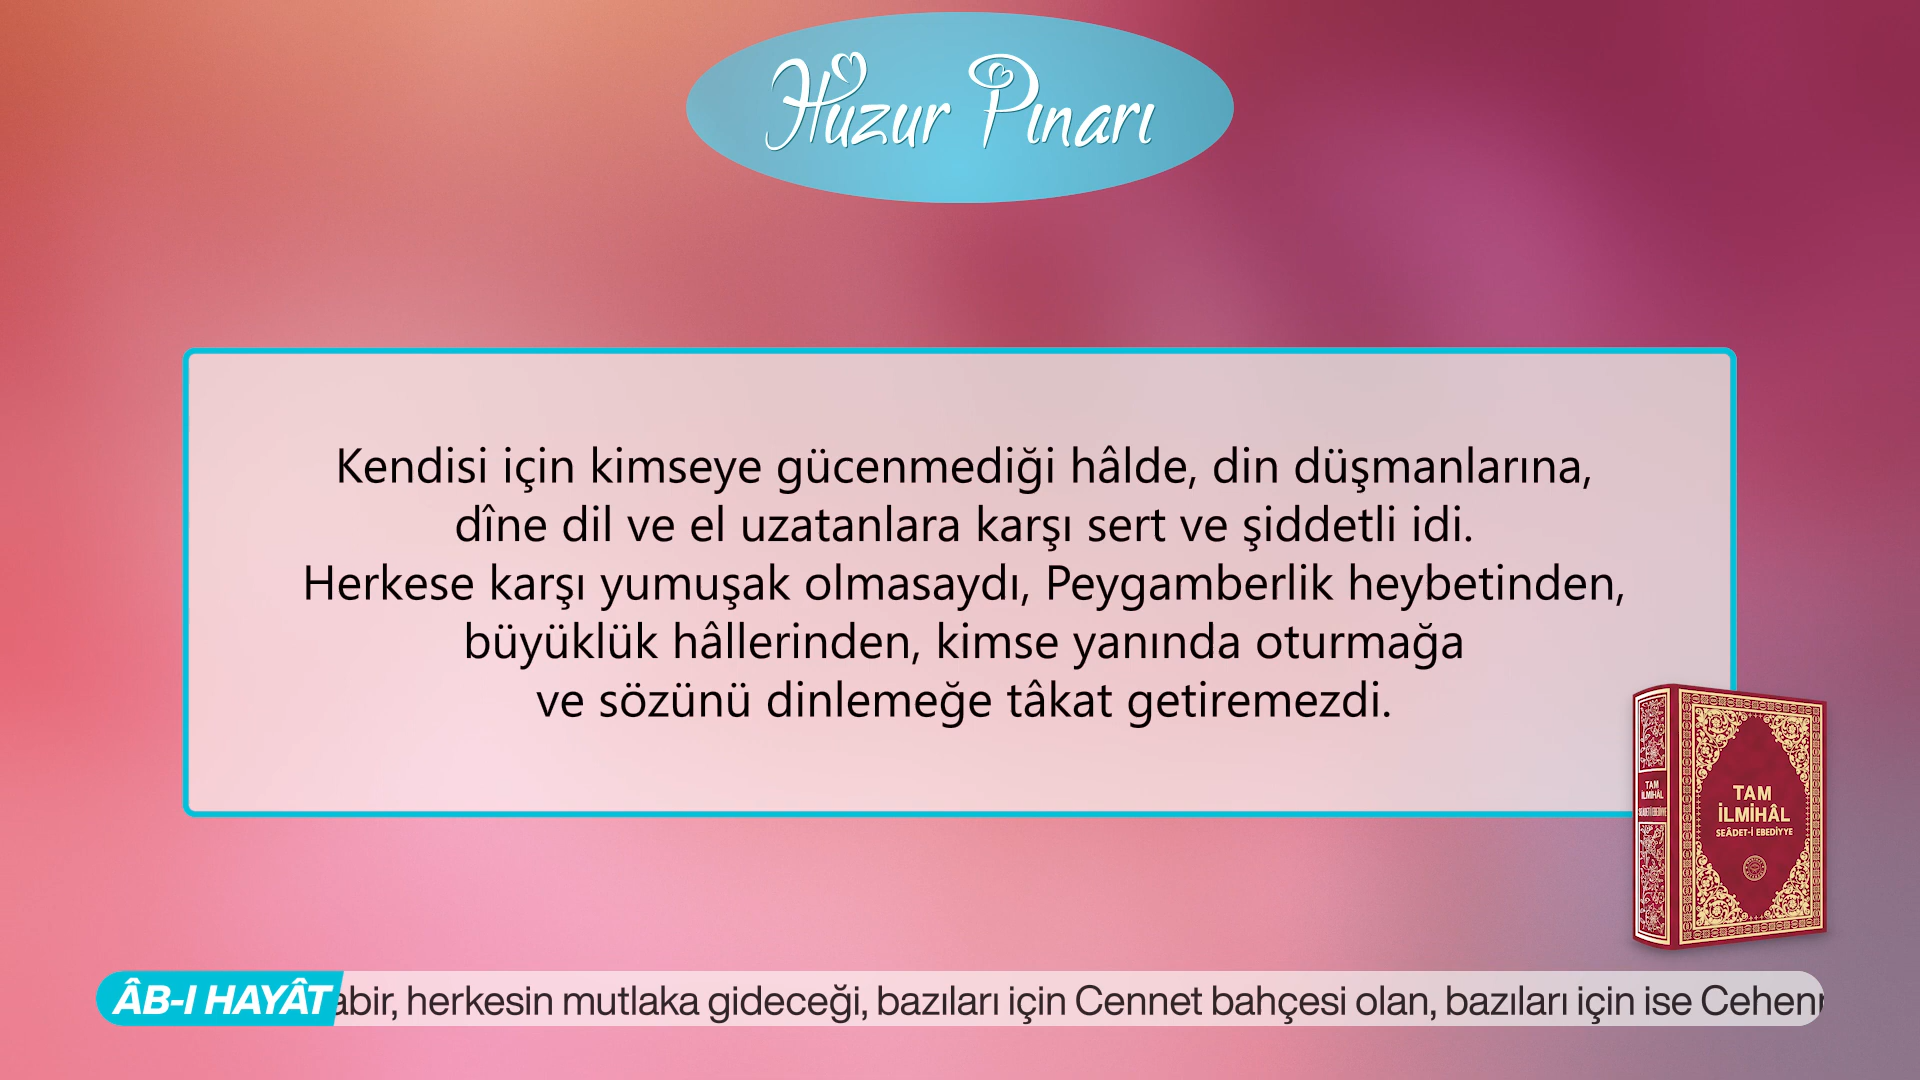 Huzur Pınarı
Kendisi için kimseye gücenmediği hâlde, din düşmanlarına,
dîne dil ve el uzatanlara karşı sert ve şiddetli idi.
Herkese karşı yumuşak olmasaydı, Peygamberlik heybetinden,
büyüklük hâllerinden, kimse yanında oturmağa
ve sözünü dinlemeğe tâkat getiremezdi.
TAM
İLMİHÂL
SEÂDET-İ EBEDİYYE
TAM
İLMİHÂL
SEÂDET-İ EBEDİYYE
ÂB-I HAYÂT
herkesin mutlaka gideceği, bazıları için Cennet bahçesi olan, bazıları için ise